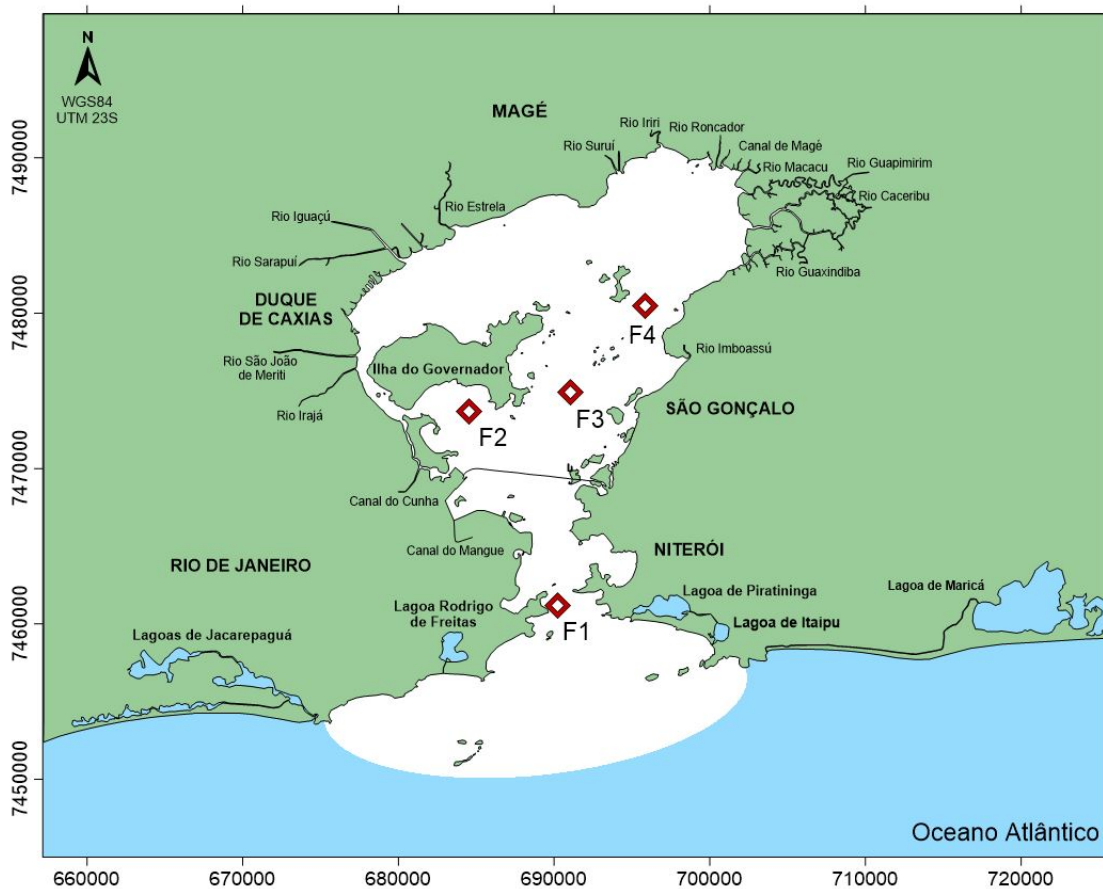 N
WGS84
UTM 23S
MAGÉ
Rio Iriri
Rio Roncador
Rio Suruí
Canal de Magé
Rio Macacu
Rio Guapimirim
Rio Caceribu
Rio Estrela
Rio Iguaçú
Rio Sarapuí
Rio Guaxindiba
DUQUE
DE CAXIAS
F4
Rio São João
de Meriti
Ilha do Governador
Rio Imboassú
Rio Irajá
F2
F3
SÃO GONÇALO
Canal do Cunha
Canal do Mangue
NITERÓI
RIO DE JANEIRO
Lagoa Rodrigo
de Freitas
F1
Lagoa de Piratininga
Lagoa de Maricá
Lagoas de Jacarepaguá
Lagoa de Itaipu
Oceano Atlântico
7490000
7480000
7470000
7460000
7450000
660000
670000
680000
690000
700000
710000
720000